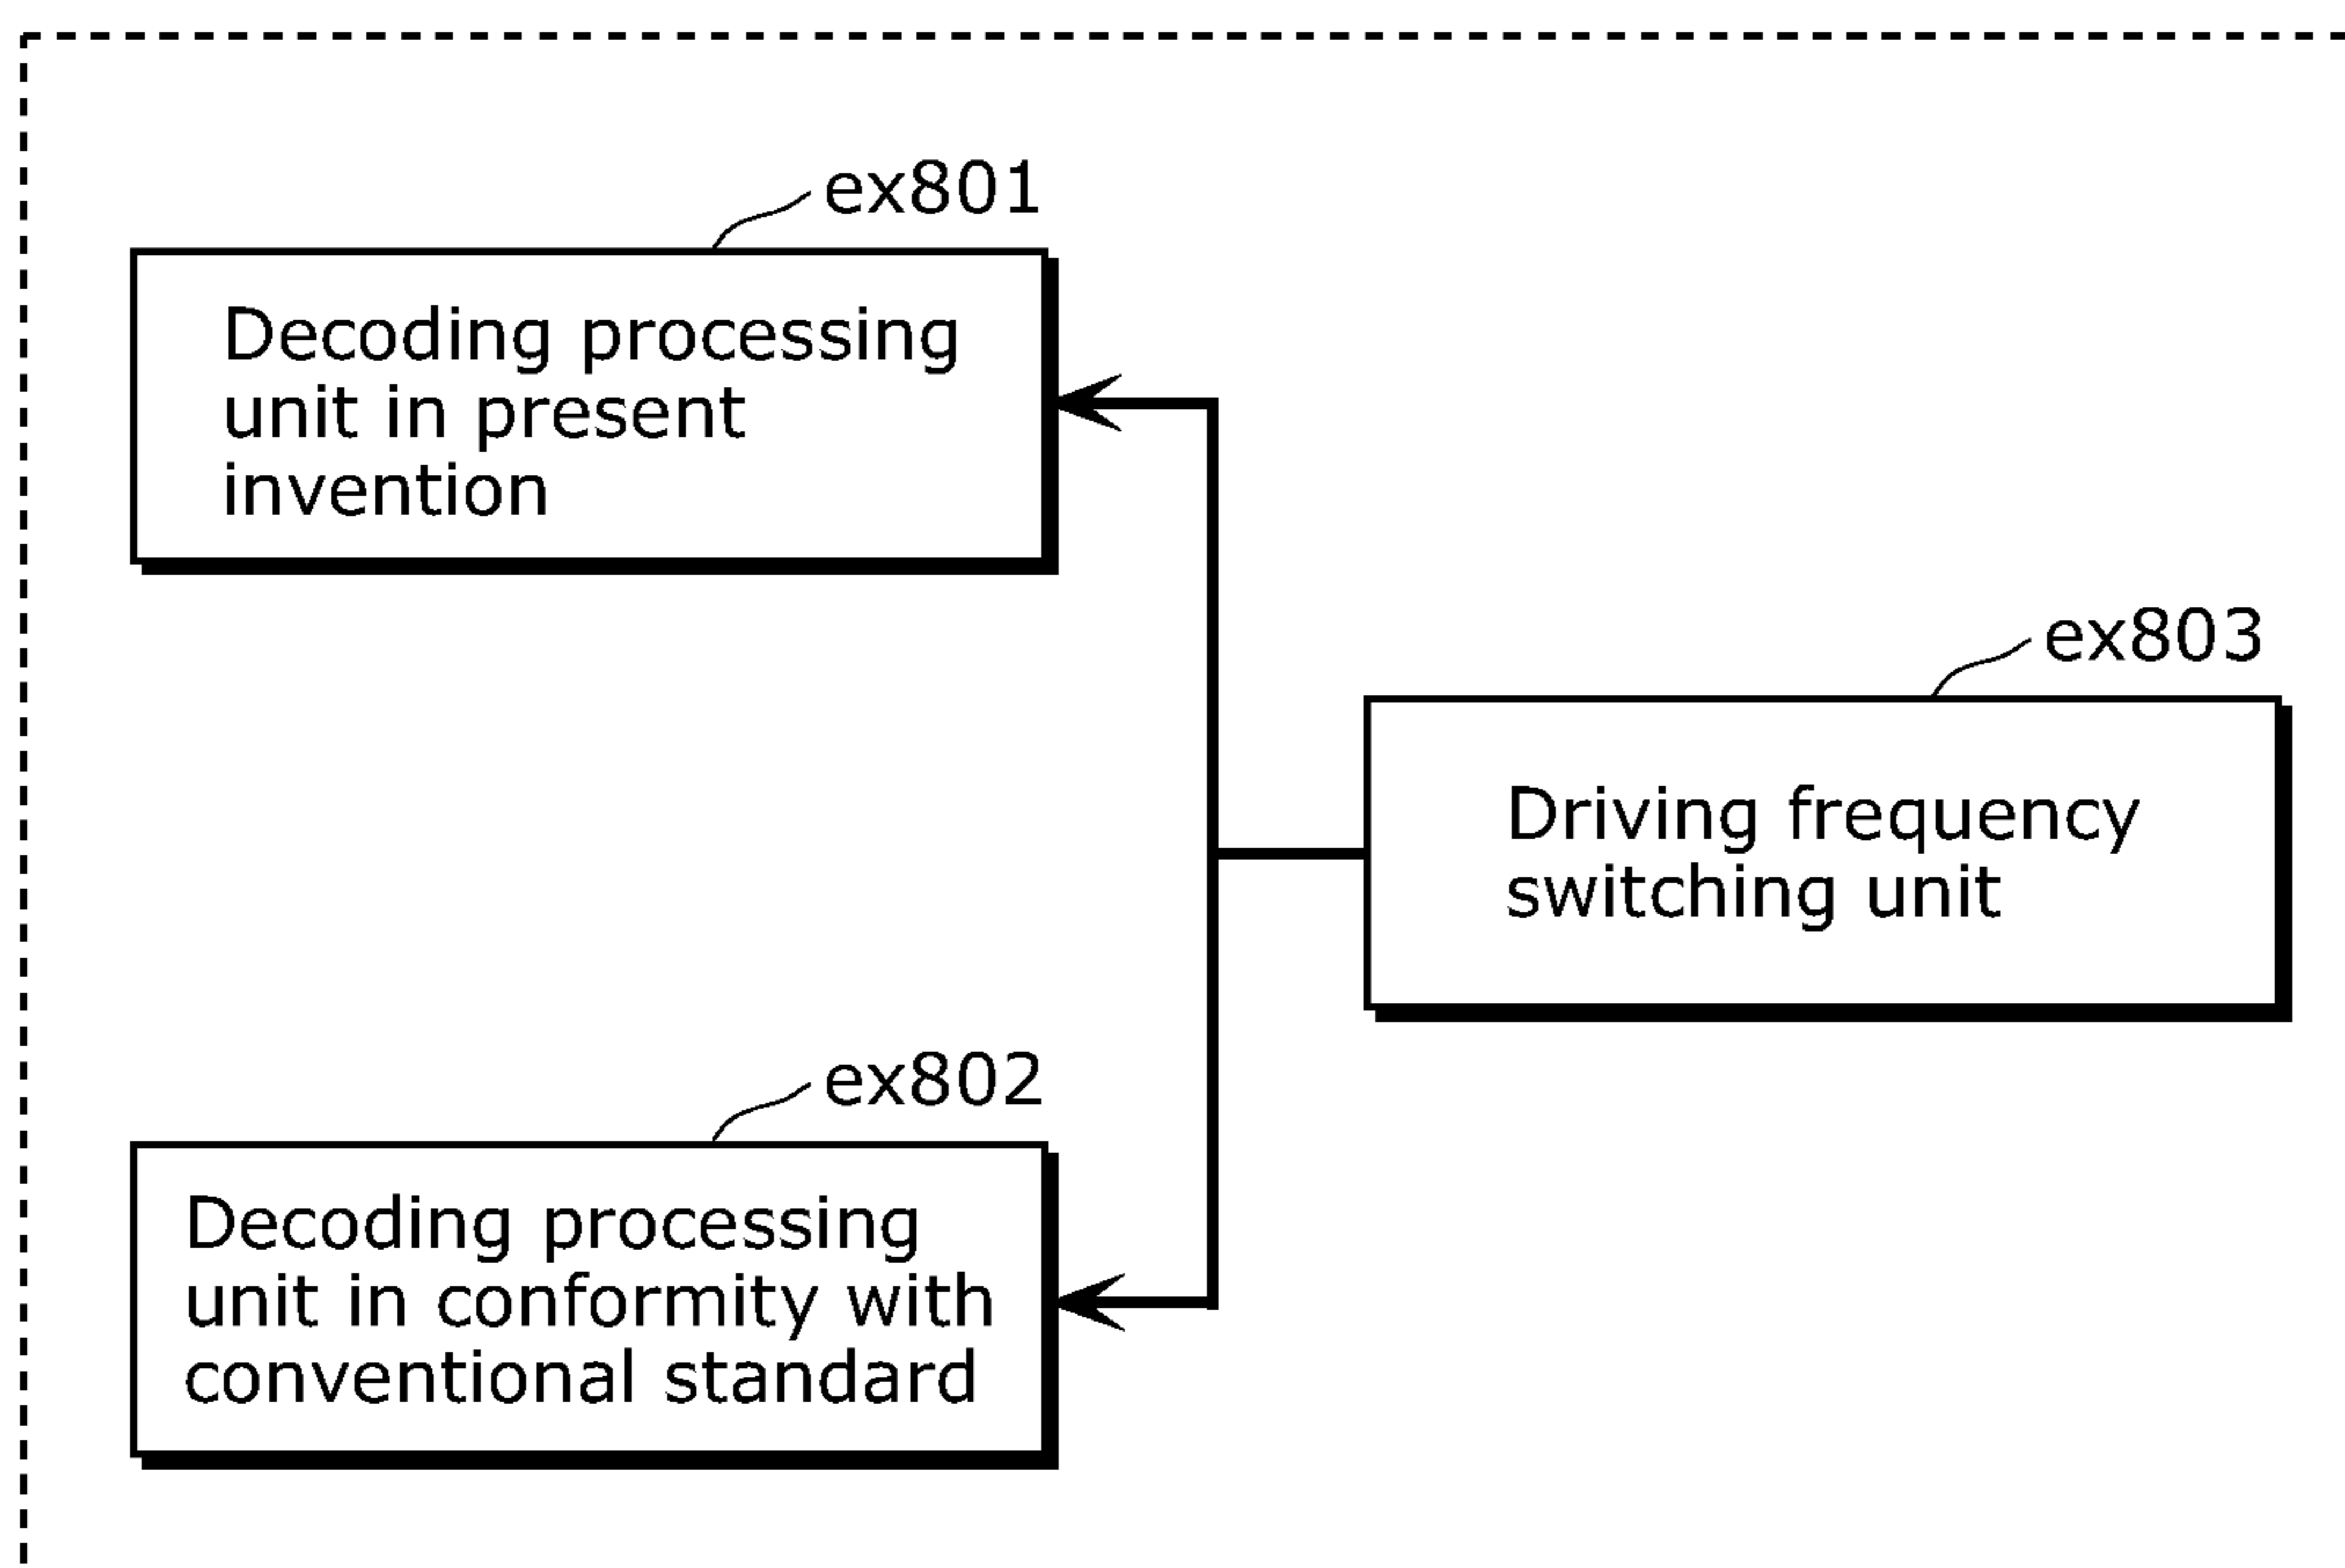 ex801
Decoding processing
unit in present
invention
ex803
Driving frequency
switching unit
ex802
Decoding processing
unit in conformity with
conventional standard